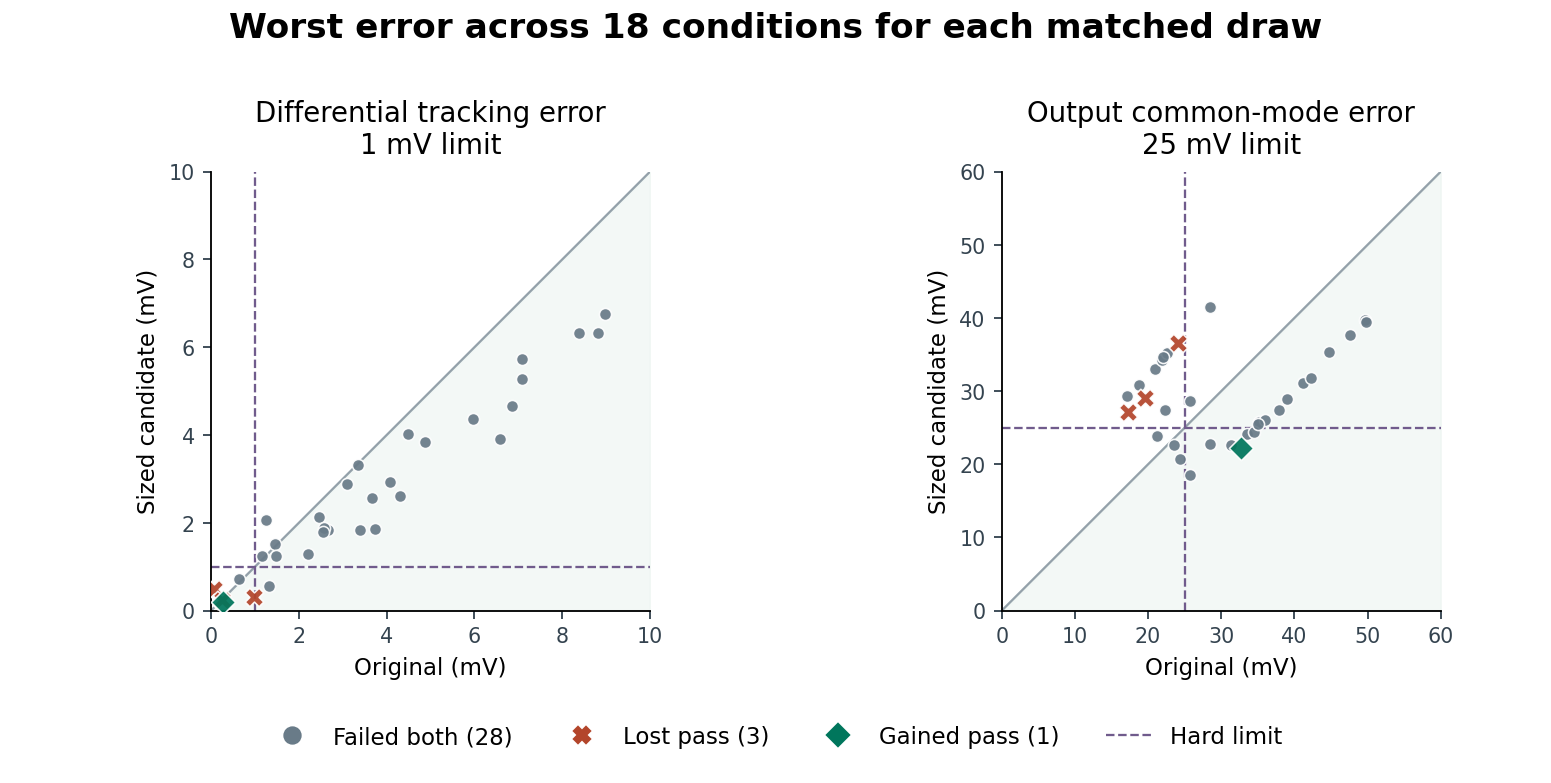 Worst error across 18 conditions for each matched draw
Differential tracking error
1 mV limit
10
8
6
4
2
0
Sized candidate (mV)
0 2 4 6 8 10
Original (mV)
Output common-mode error
25 mV limit
60
50
40
30
20
10
0
Sized candidate (mV)
0 10 20 30 40 50 60
Original (mV)
Failed both (28) Lost pass (3) Gained pass (1) Hard limit